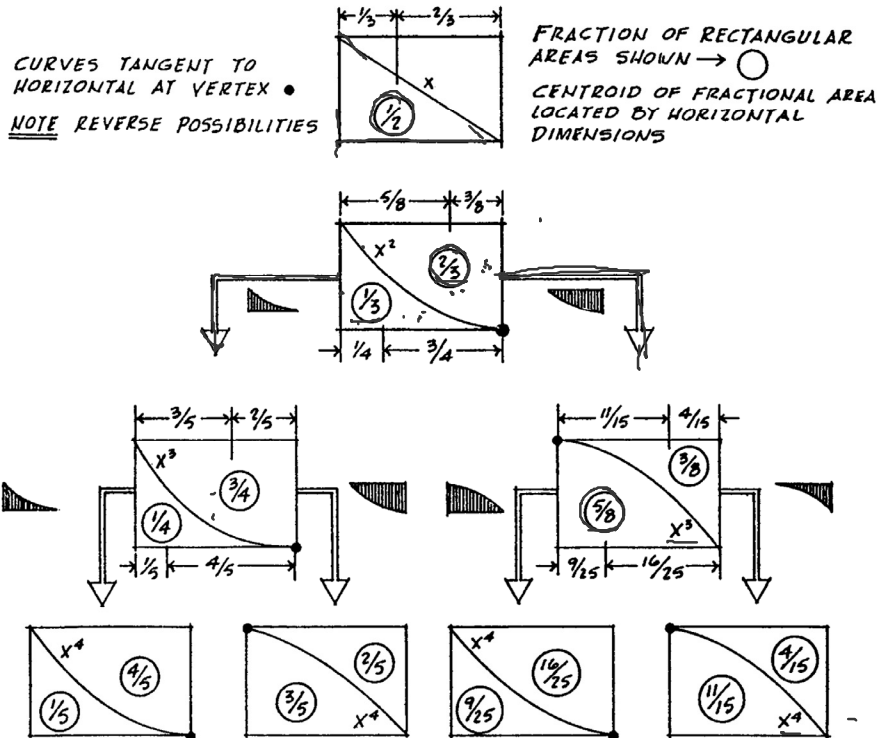 CURVES TANGENT TO
HORIZONTAL AT VERTEX •
NOTE REVERSE POSSIBILITIES
1/3 2/3
x
1/2
FRACTION OF RECTANGULAR
AREAS SHOWN → ◯
CENTROID OF FRACTIONAL AREA
LOCATED BY HORIZONTAL
DIMENSIONS
5/8 3/8
x²
2/3
1/3
1/4 3/4
3/5 2/5
x³
3/4
1/4
1/5 4/5
11/15 4/15
3/8
5/8
x³
9/25 16/25
x⁴
4/5
1/5
2/5
3/5
x⁴
x⁴
16/25
9/25
4/15
11/15
x⁴